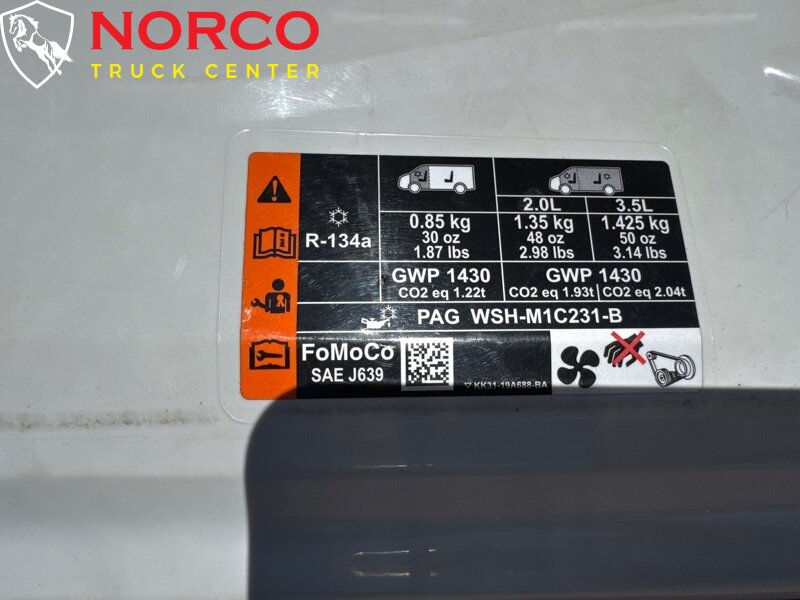 NORCO
TRUCK CENTER
2.0L 3.5L
R-134a
0.85 kg 1.35 kg 1.425 kg
30 oz 48 oz 50 oz
1.87 lbs 2.98 lbs 3.14 lbs
GWP 1430 GWP 1430
CO2 eq 1.22t CO2 eq 1.93t CO2 eq 2.04t
PAG WSH-M1C231-B
FoMoCo
SAE J639
KK31-19A688-BA